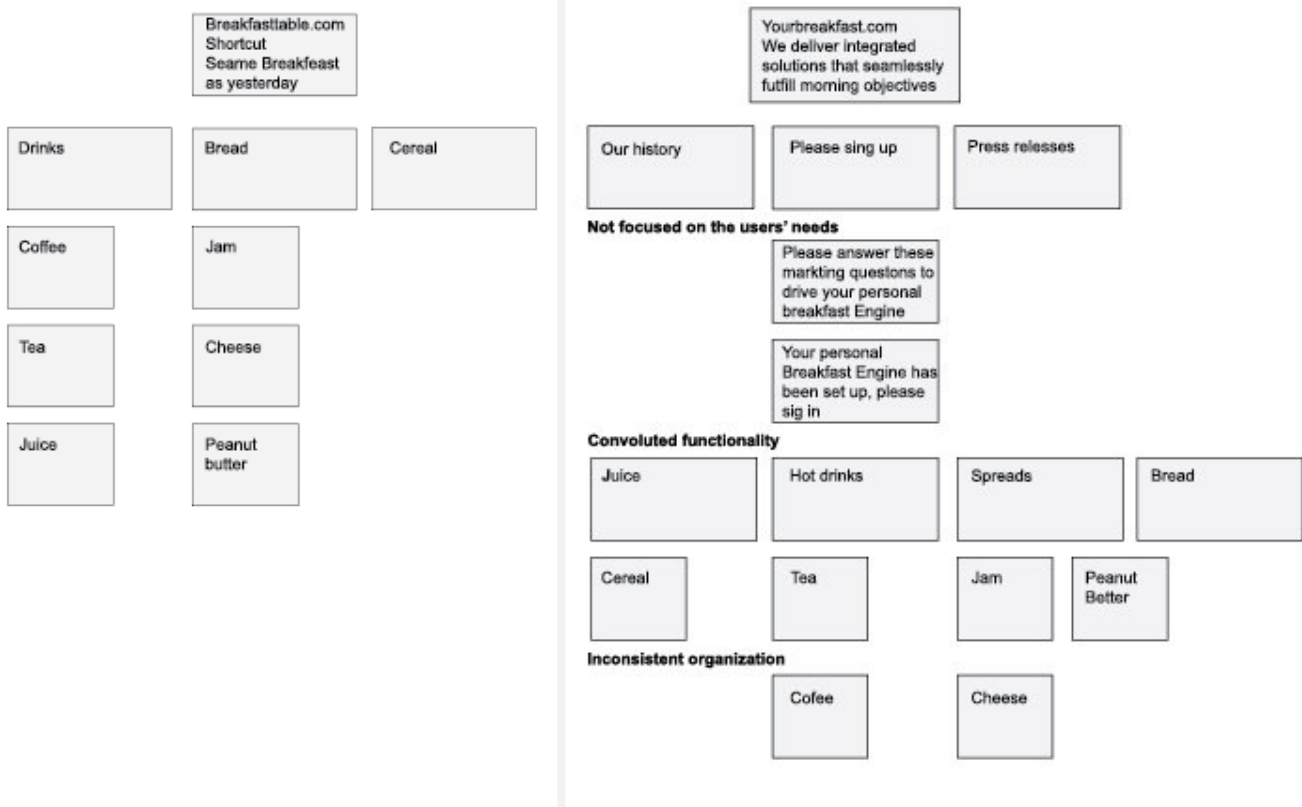 Breakfasttable.com
Shortcut
Seame Breakfeast
as yesterday
Drinks
Bread
Cereal
Coffee
Jam
Tea
Cheese
Juice
Peanut
butter
Yourbreakfast.com
We deliver integrated
solutions that seamlessly
futfill morning objectives
Our history
Please sing up
Press relesses
Not focused on the users' needs
Please answer these
markting questons to
drive your personal
breakfast Engine
Your personal
Breakfast Engine has
been set up, please
sig in
Convoluted functionality
Juice
Hot drinks
Spreads
Bread
Cereal
Tea
Jam
Peanut
Better
Inconsistent organization
Cofee
Cheese